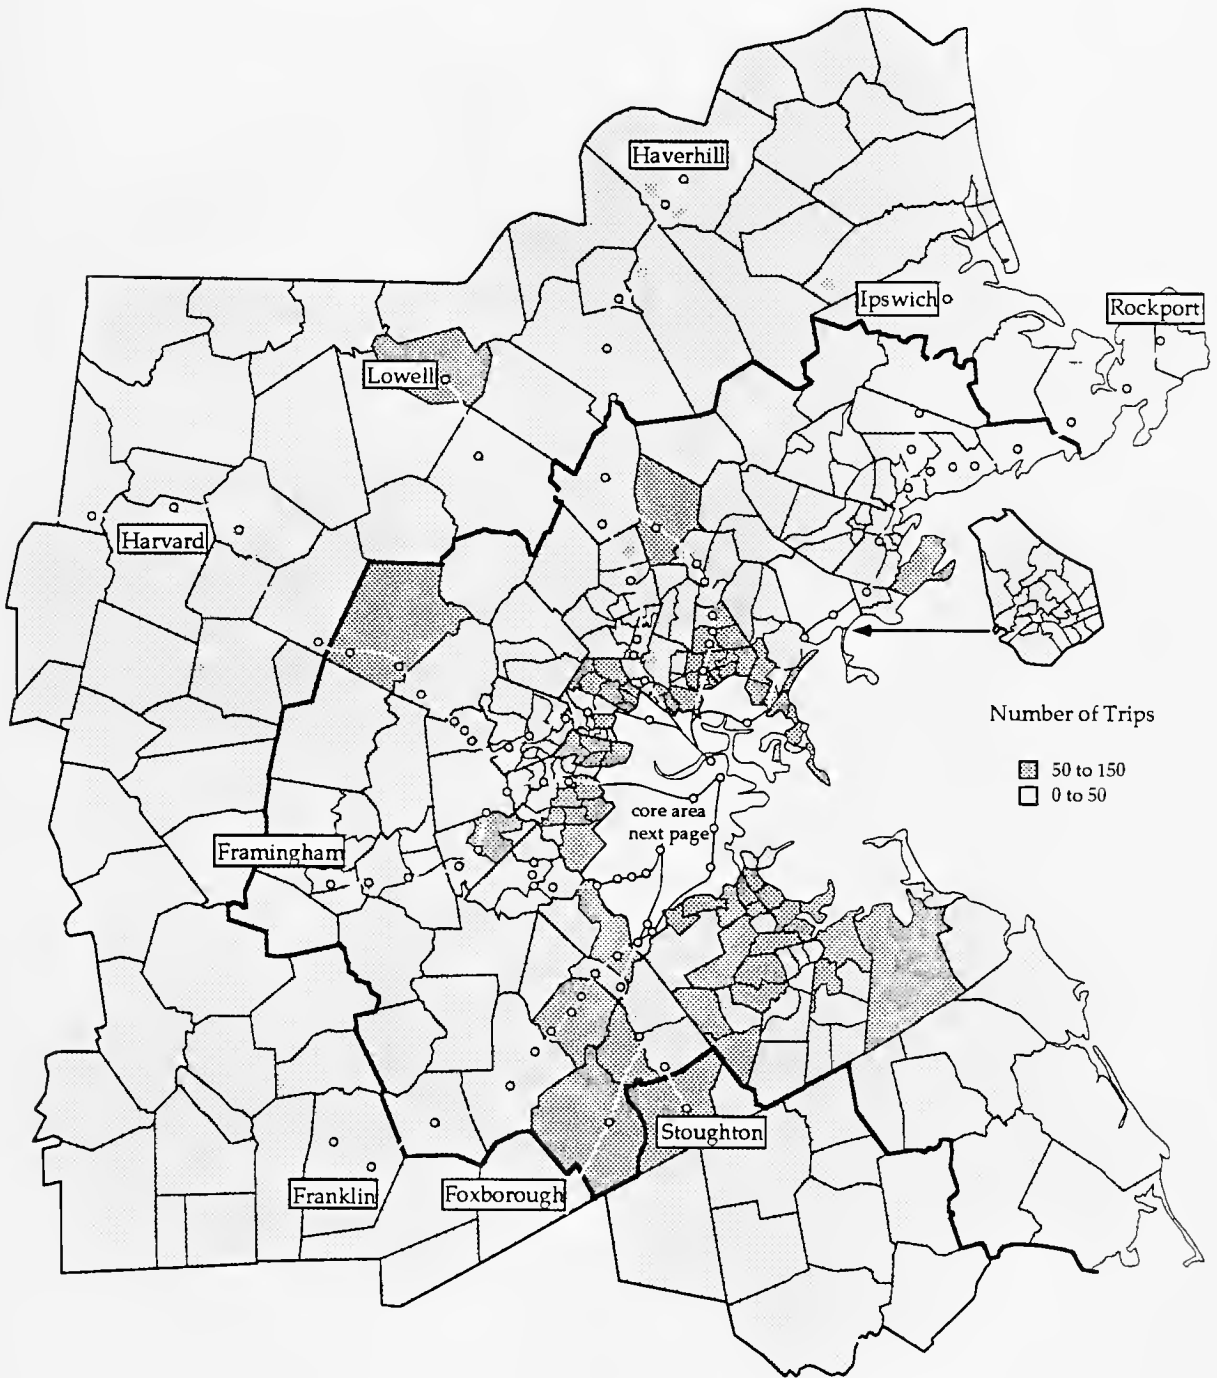 Haverhill
Ipswich
Rockport
Lowell
Harvard
Number of Trips
50 to 150
0 to 50
core area
next page
Framingham
Stoughton
Franklin
Foxborough